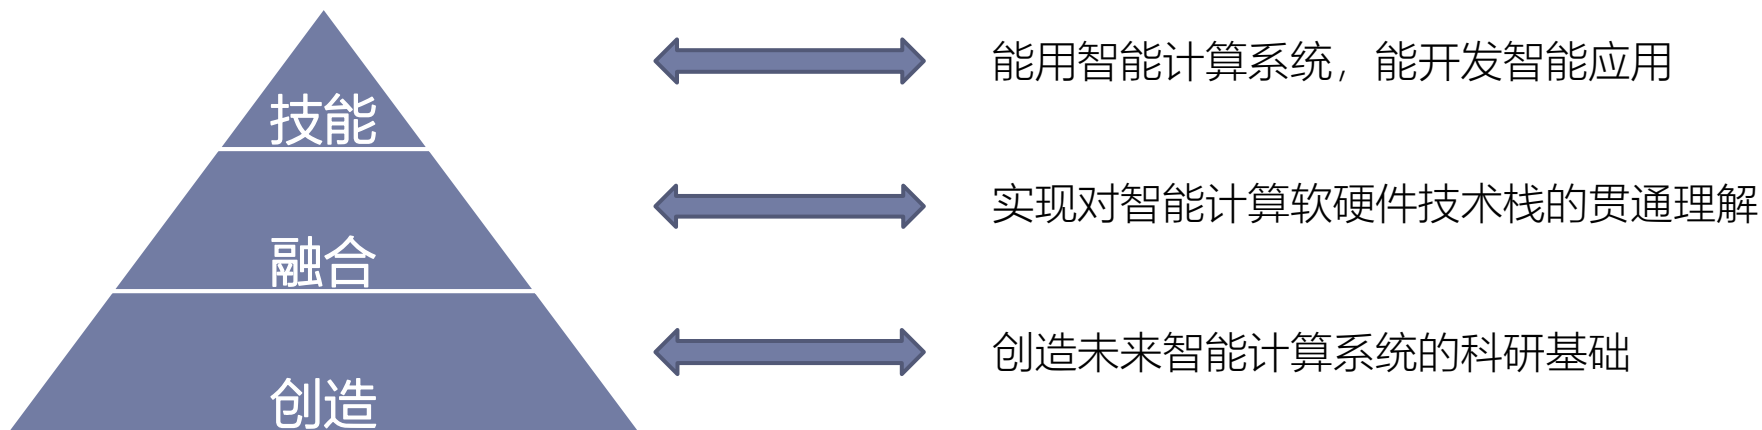 技能
能用智能计算系统，能开发智能应用
融合
实现对智能计算软硬件技术栈的贯通理解
创造
创造未来智能计算系统的科研基础